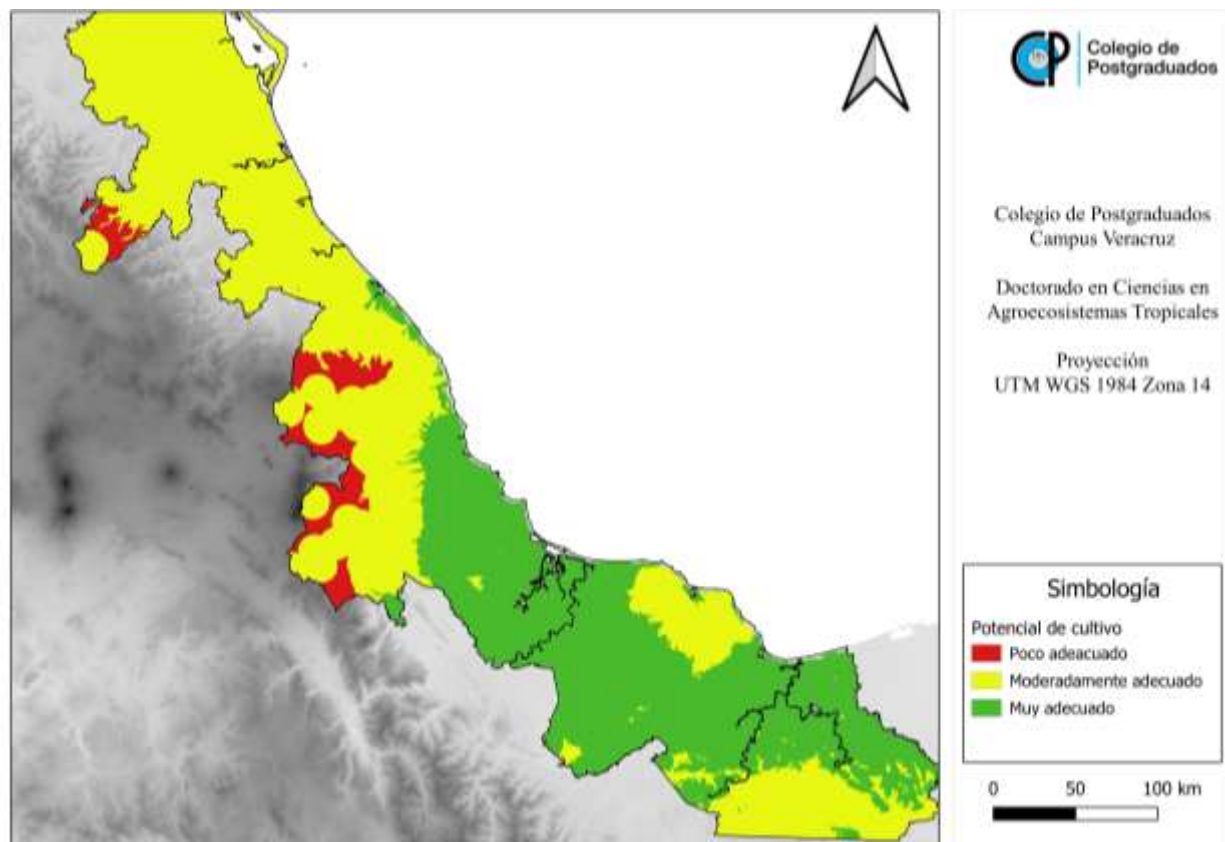 CP
Colegio de
Postgraduados
Colegio de Postgraduados
Campus Veracruz
Doctorado en Ciencias en
Agroecosistemas Tropicales
Proyección
UTM WGS 1984 Zona 14
Simbología
Potencial de cultivo
Poco adeacuado
Moderadamente adecuado
Muy adecuado
0 50 100 km